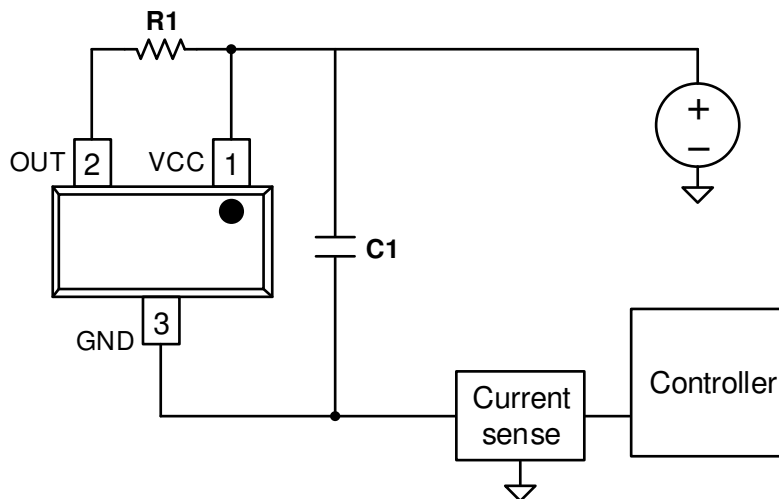 R1
OUT 2 VCC 1
+
−
C1
3
GND
Current
sense
Controller